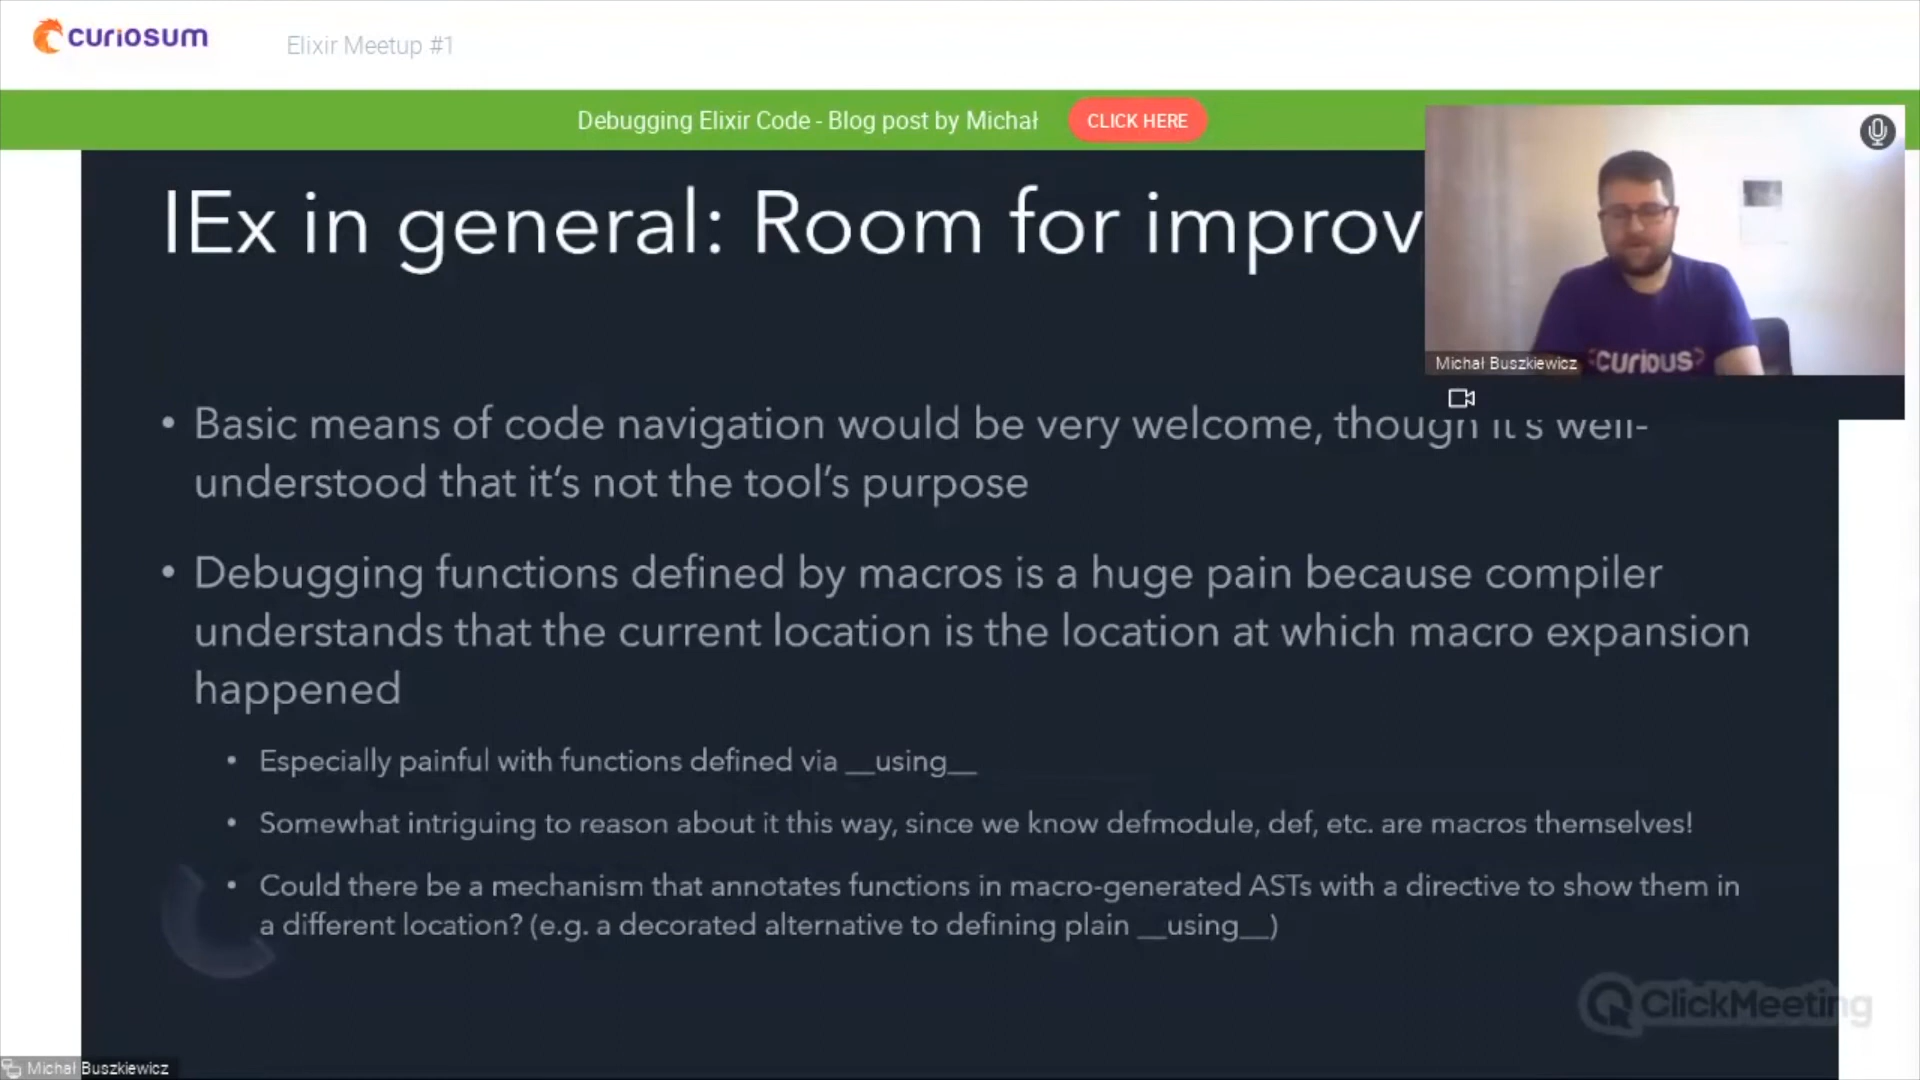 curiosum
Elixir Meetup #1
Debugging Elixir Code - Blog post by Michał
CLICK HERE
IEx in general: Room for improv
Michał Buszkiewicz
<curious>
• Basic means of code navigation would be very welcome, though it's well-
understood that it's not the tool's purpose
• Debugging functions defined by macros is a huge pain because compiler
understands that the current location is the location at which macro expansion
happened
• Especially painful with functions defined via __using__
• Somewhat intriguing to reason about it this way, since we know defmodule, def, etc. are macros themselves!
• Could there be a mechanism that annotates functions in macro-generated ASTs with a directive to show them in
a different location? (e.g. a decorated alternative to defining plain __using__)
ClickMeeting
Michał Buszkiewicz